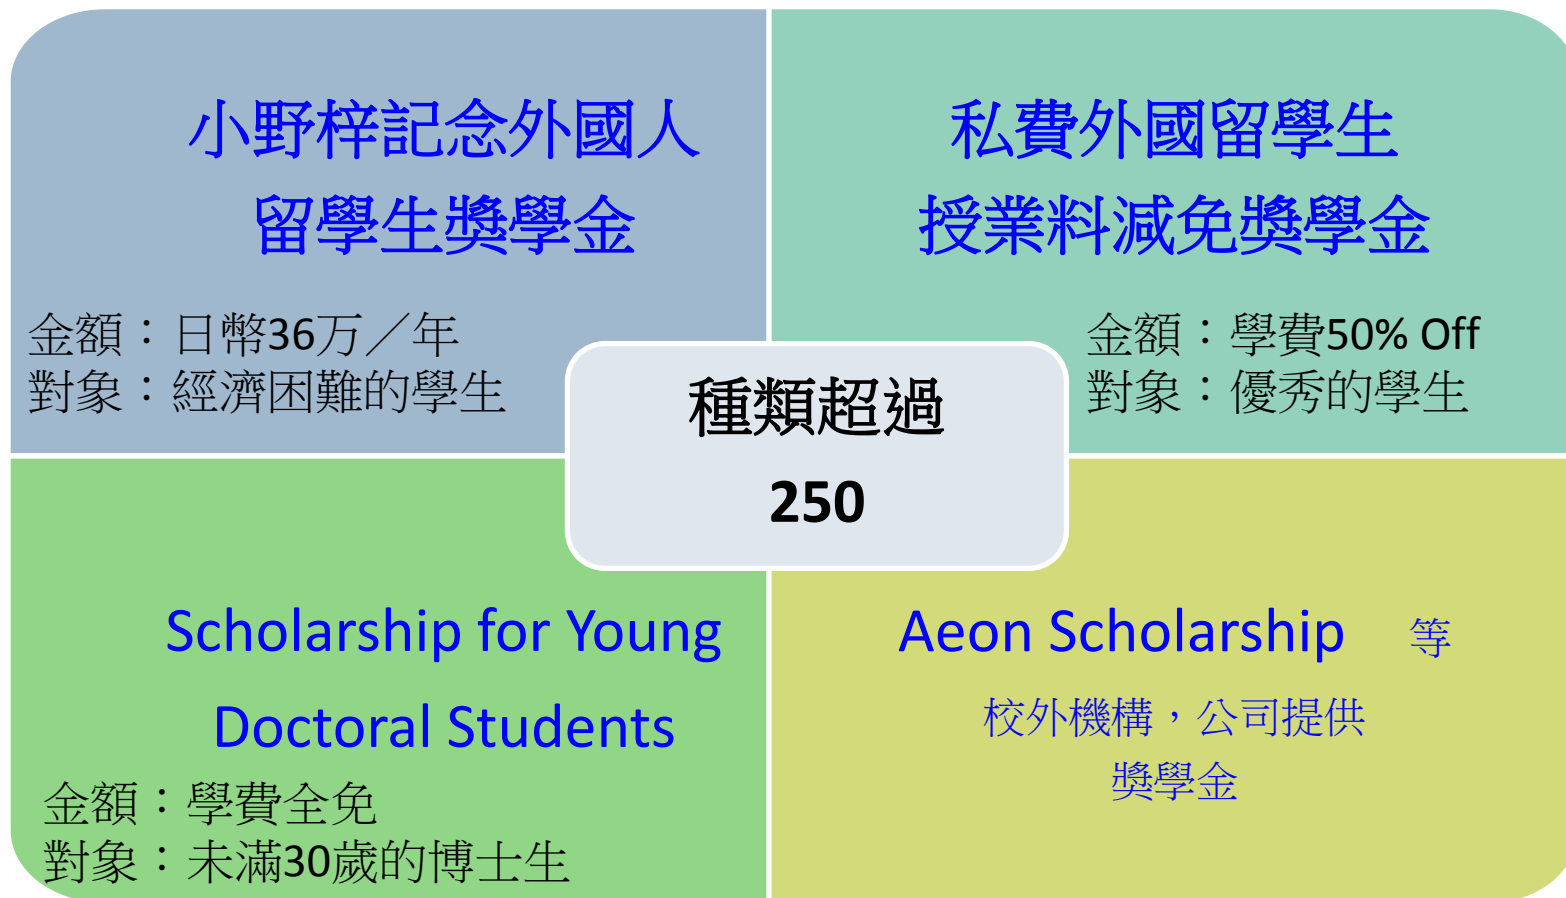 小野梓記念外國人
留學生獎學金
金額：日幣36万／年
對象：經濟困難的學生
私費外國留學生
授業料減免獎學金
金額：學費50% Off
對象：優秀的學生
種類超過
250
Scholarship for Young
Doctoral Students
金額：學費全免
對象：未滿30歲的博士生
Aeon Scholarship 等
校外機構，公司提供
獎學金